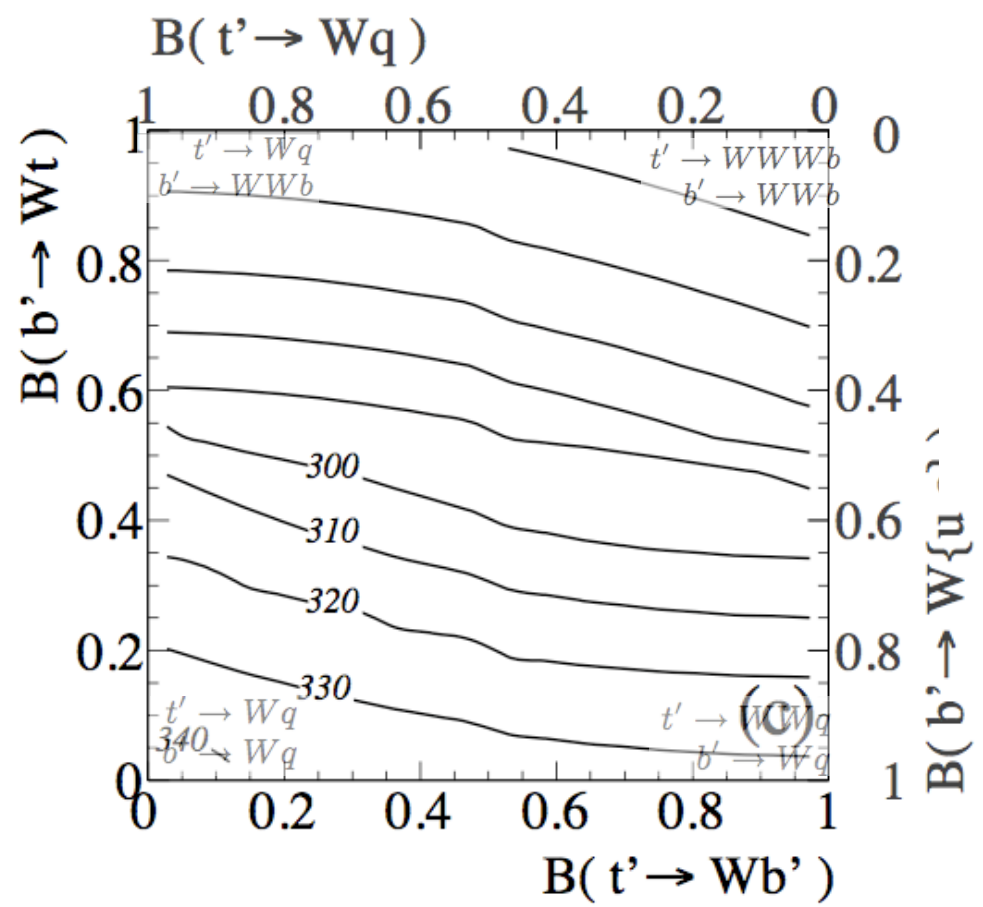 B( t’→ Wq )
1 0.8 0.6 0.4 0.2 0
B( b’→ Wt )
1
0.8
0.6
0.4
0.2
0
t′ → Wq
b′ → WWb
t′ → WWWb
b′ → WWb
300
310
320
330
340
t′ → Wq
b′ → Wq
(c)
t′ → WWq
b′ → Wq
0
0.2
0.4
0.6
0.8
1
B( b’→ W{u
0 0.2 0.4 0.6 0.8 1
B( t’→ Wb’ )